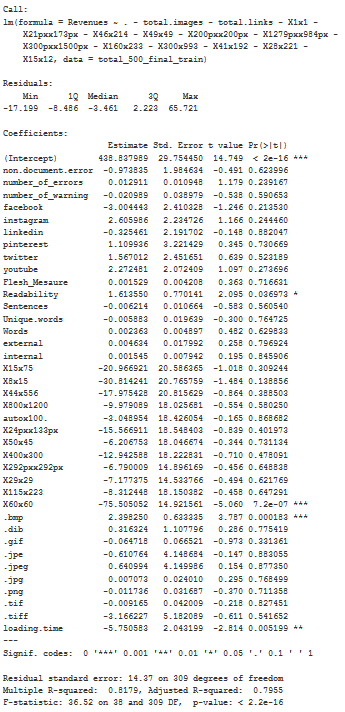 Call:
lm(formula = Revenues ~ . - total.images - total.links - X1x1 -
X21pxx173px - X46x214 - X49x49 - X200pxx200px - X1279pxx984px -
X300pxx1500px - X160x233 - X300x993 - X41x192 - X28x221 -
X15x12, data = total_500_final_train)
Residuals:
Min 1Q Median 3Q Max
-17.199 -8.486 -3.461 2.223 65.721
Coefficients:
Estimate Std. Error t value Pr(>|t|)
(Intercept) 438.837989 29.754450 14.749 < 2e-16 ***
non.document.error -0.973835 1.984634 -0.491 0.623996
number_of_errors 0.012911 0.010948 1.179 0.239167
number_of_warning -0.020989 0.038979 -0.538 0.590653
facebook -3.004443 2.410328 -1.246 0.213530
instagram 2.605986 2.234726 1.166 0.244460
linkedin -0.325461 2.191702 -0.148 0.882047
pinterest 1.109936 3.221429 0.345 0.730669
twitter 1.567012 2.451651 0.639 0.523189
youtube 2.272481 2.072409 1.097 0.273696
Flesh_Mesaure 0.001529 0.004208 0.363 0.716631
Readability 1.613550 0.770141 2.095 0.036973 *
Sentences -0.006214 0.010664 -0.583 0.560540
Unique.words -0.005883 0.019639 -0.300 0.764725
Words 0.002363 0.004897 0.482 0.629833
external 0.004634 0.017992 0.258 0.796924
internal 0.001545 0.007942 0.195 0.845906
X15x75 -20.966921 20.586365 -1.018 0.309244
X8x15 -30.814241 20.765759 -1.484 0.138856
X44x556 -17.975428 20.815629 -0.864 0.388503
X800x1200 -9.979089 18.025681 -0.554 0.580250
autox100. -3.048954 18.426054 -0.165 0.868682
X24pxx133px -15.566911 18.548403 -0.839 0.401973
X50x45 -6.206753 18.046674 -0.344 0.731134
X400x300 -12.942588 18.222831 -0.710 0.478091
X292pxx292px -6.790009 14.896169 -0.456 0.648838
X29x29 -7.177375 14.533766 -0.494 0.621769
X115x223 -8.312448 18.150382 -0.458 0.647291
X60x60 -75.505052 14.921561 -5.060 7.2e-07 ***
.bmp 2.398250 0.633335 3.787 0.000183 ***
.dib 0.316324 1.107796 0.286 0.775419
.gif -0.064718 0.066521 -0.973 0.331361
.jpe -0.610764 4.148684 -0.147 0.883055
.jpeg 0.640994 4.149986 0.154 0.877350
.jpg 0.007073 0.024010 0.295 0.768499
.png -0.011736 0.031687 -0.370 0.711358
.tif -0.009165 0.042009 -0.218 0.827451
.tiff -3.166227 5.182089 -0.611 0.541652
loading.time -5.750583 2.043199 -2.814 0.005199 **
---
Signif. codes: 0 '***' 0.001 '**' 0.01 '*' 0.05 '.' 0.1 ' ' 1
Residual standard error: 14.37 on 309 degrees of freedom
Multiple R-squared: 0.8179, Adjusted R-squared: 0.7955
F-statistic: 36.52 on 38 and 309 DF, p-value: < 2.2e-16